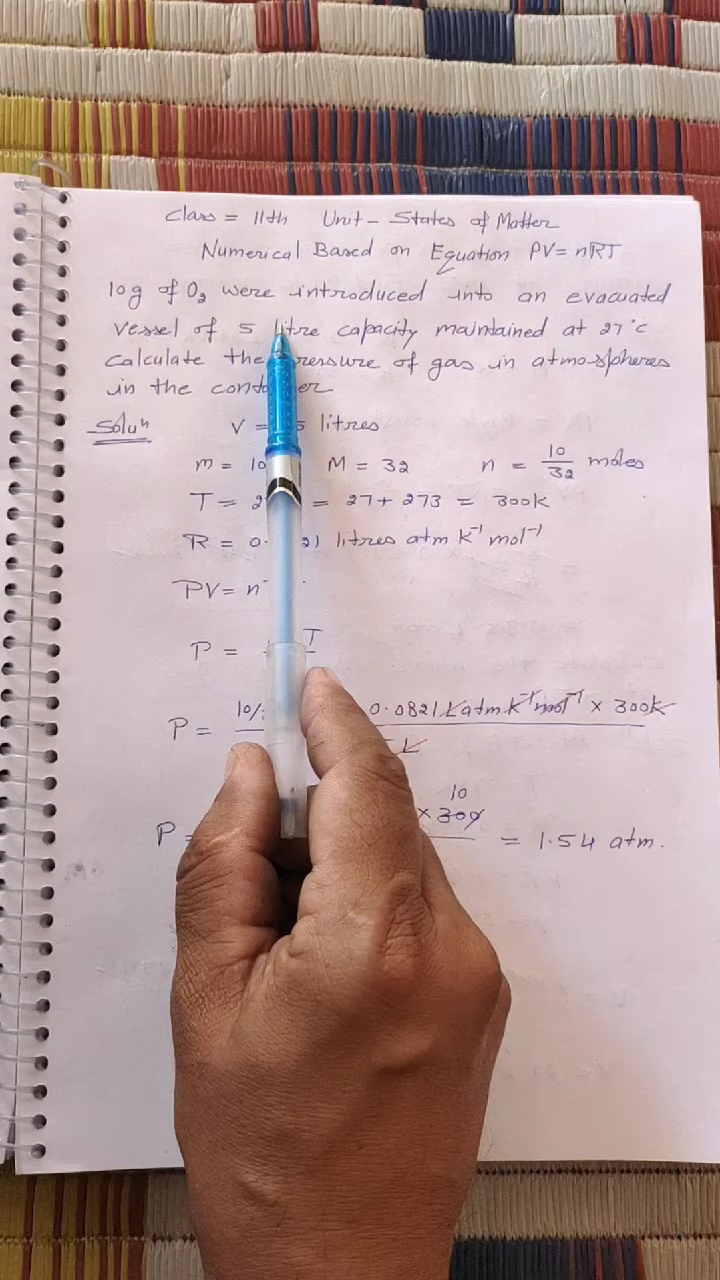 Class = 11th Unit - States of Matter
Numerical Based on Equation PV = nRT
10g of O2 were introduced into an evacuated
vessel of 5 litre capacity maintained at 27°c
calculate the pressure of gas in atmospheres
in the container
Solun V = 5 litres
m = 10 M = 32 n = 10/32 moles
T = 2 = 27 + 273 = 300k
R = 0. 21 litres atm k⁻¹ mol⁻¹
PV = n
P = T
P = 10/ 0.0821 L atm k⁻¹ mol⁻¹ × 300k
L
10
P = × 300 = 1.54 atm.